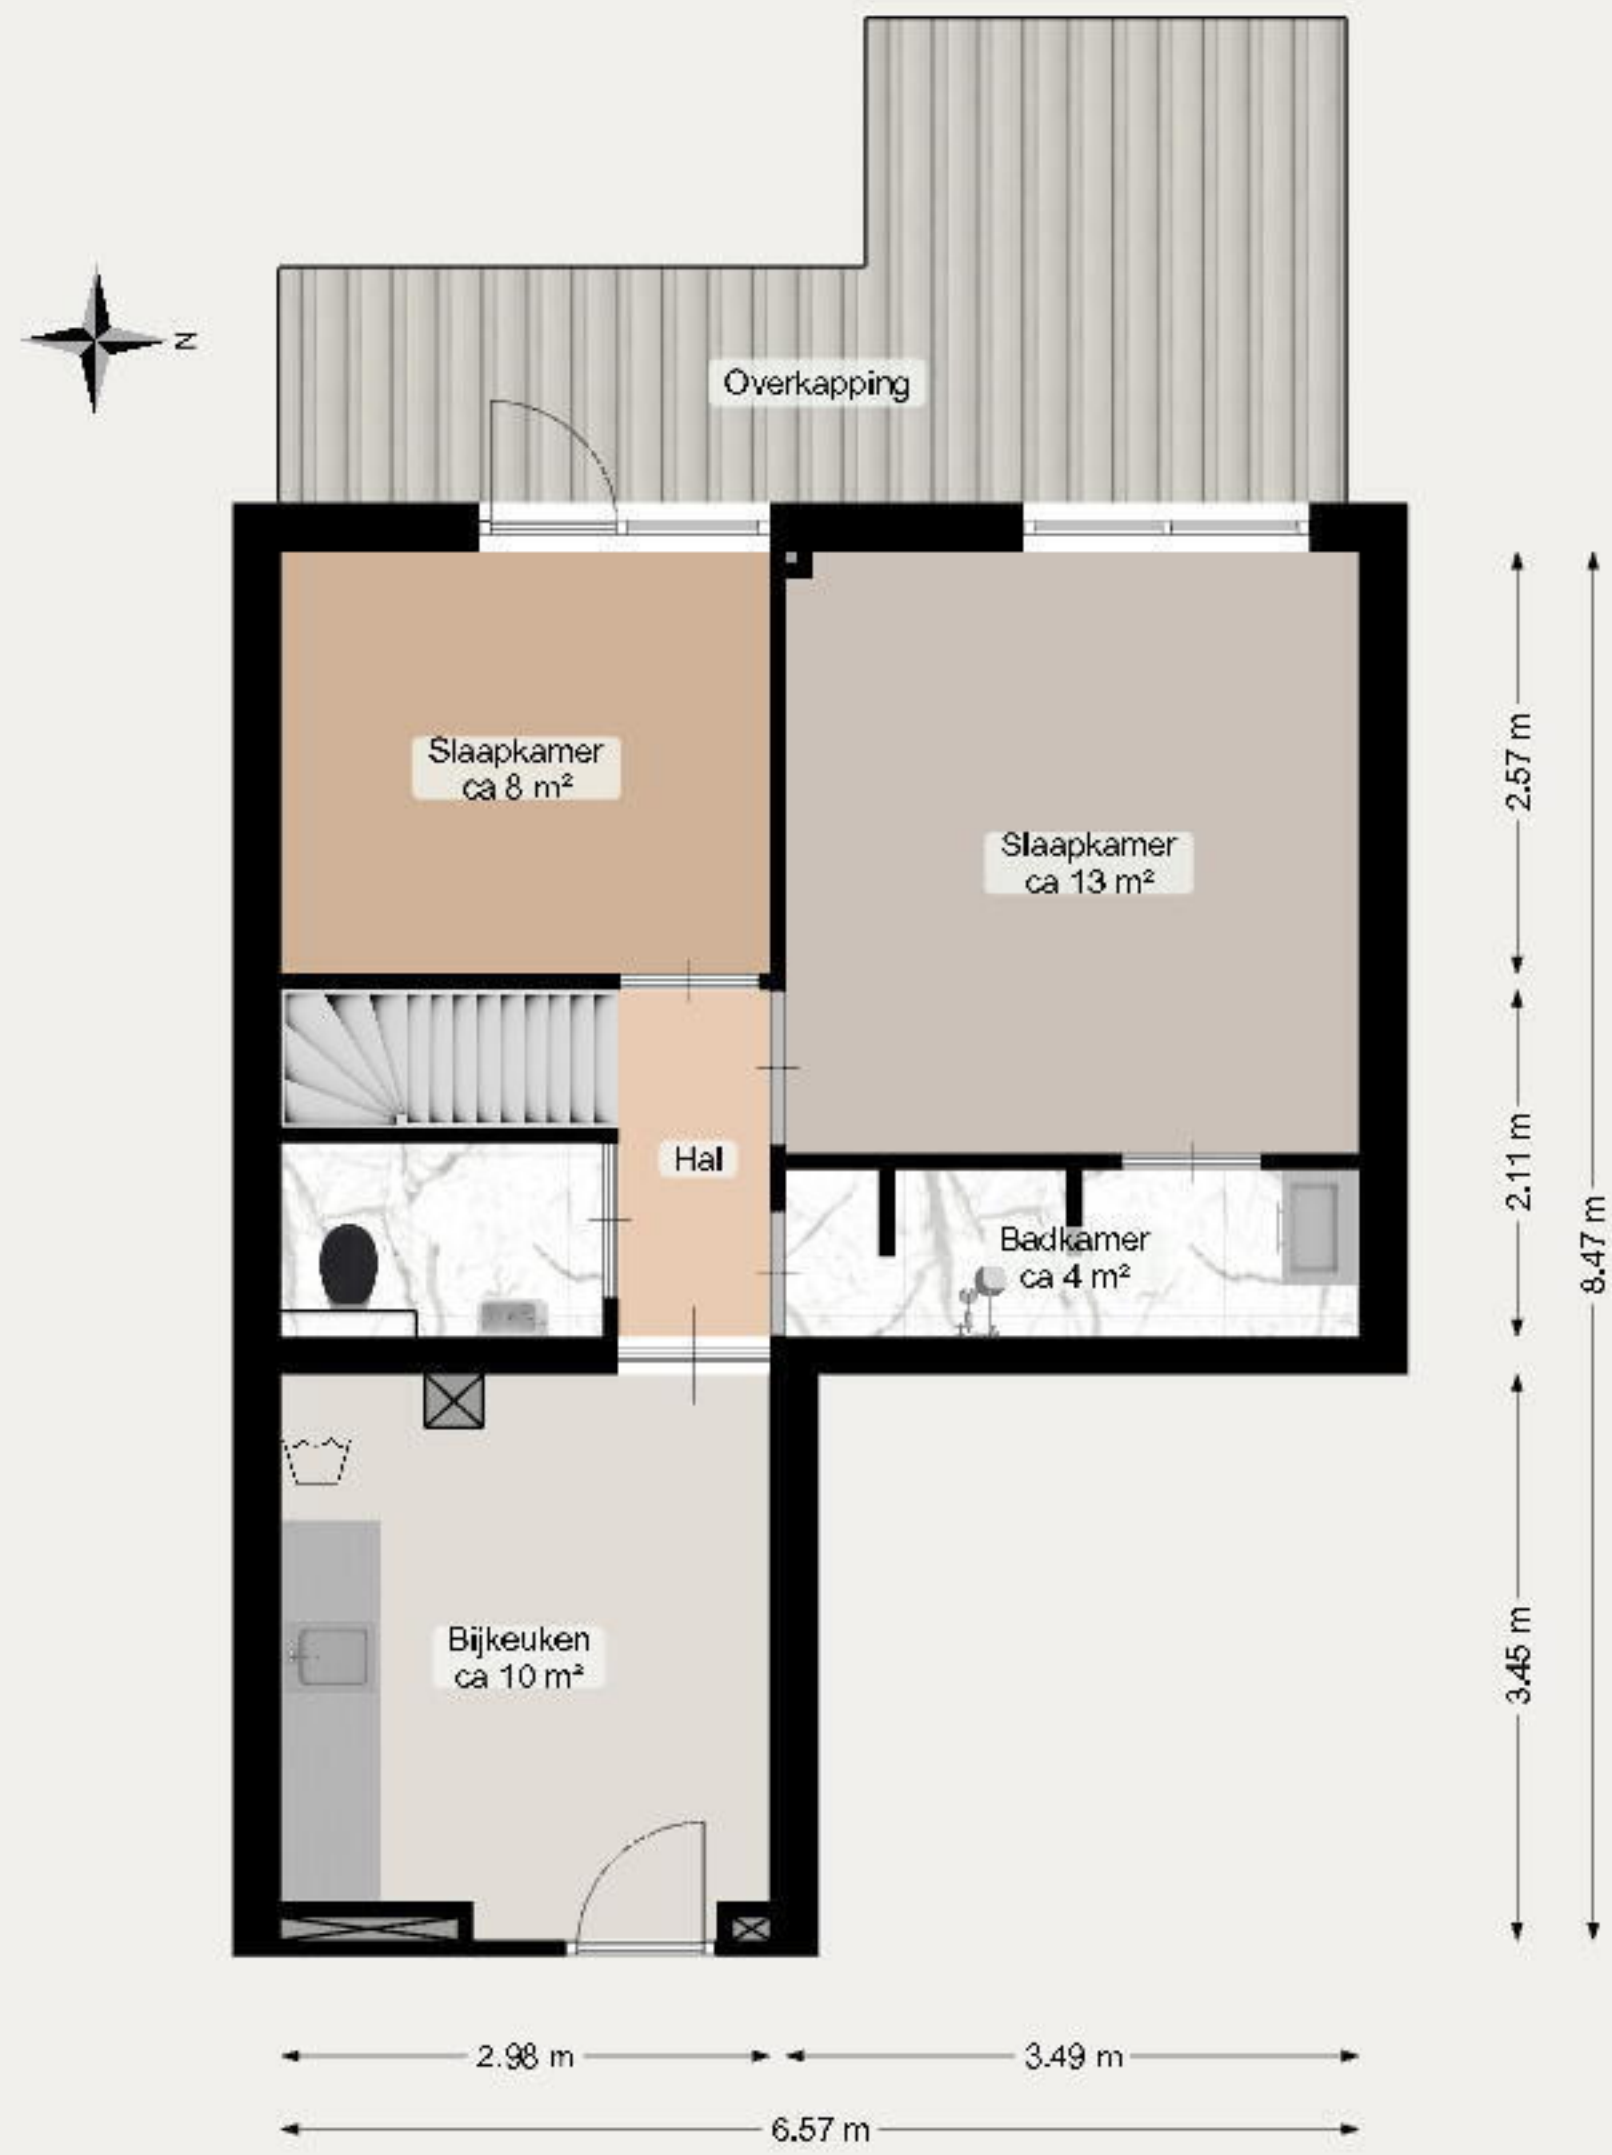 Overkapping
N
Slaapkamer
ca 8 m²
Slaapkamer
ca 13 m²
2.57 m
Hal
2.11 m
Badkamer
ca 4 m²
8.47 m
Bijkeuken
ca 10 m²
3.45 m
2.98 m
3.49 m
6.57 m